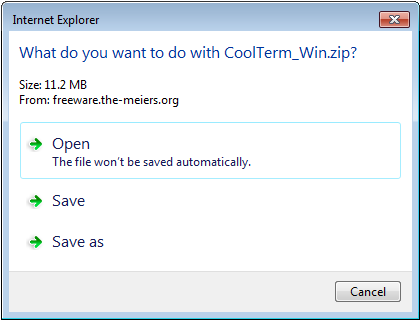 Internet Explorer
What do you want to do with CoolTerm_Win.zip?
Size: 11.2 MB
From: freeware.the-meiers.org
Open
The file won't be saved automatically.
Save
Save as
Cancel